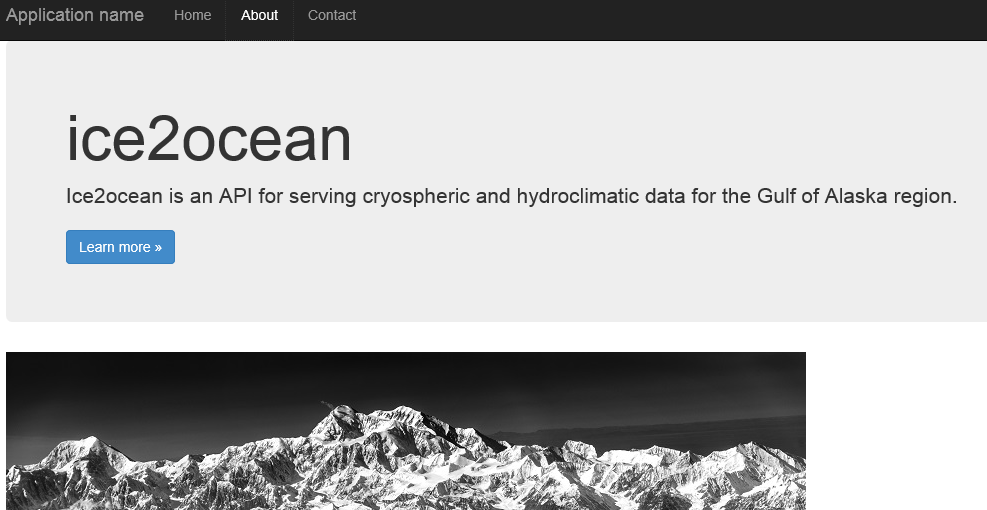 Application name Home About Contact
ice2ocean
Ice2ocean is an API for serving cryospheric and hydroclimatic data for the Gulf of Alaska region.
Learn more »